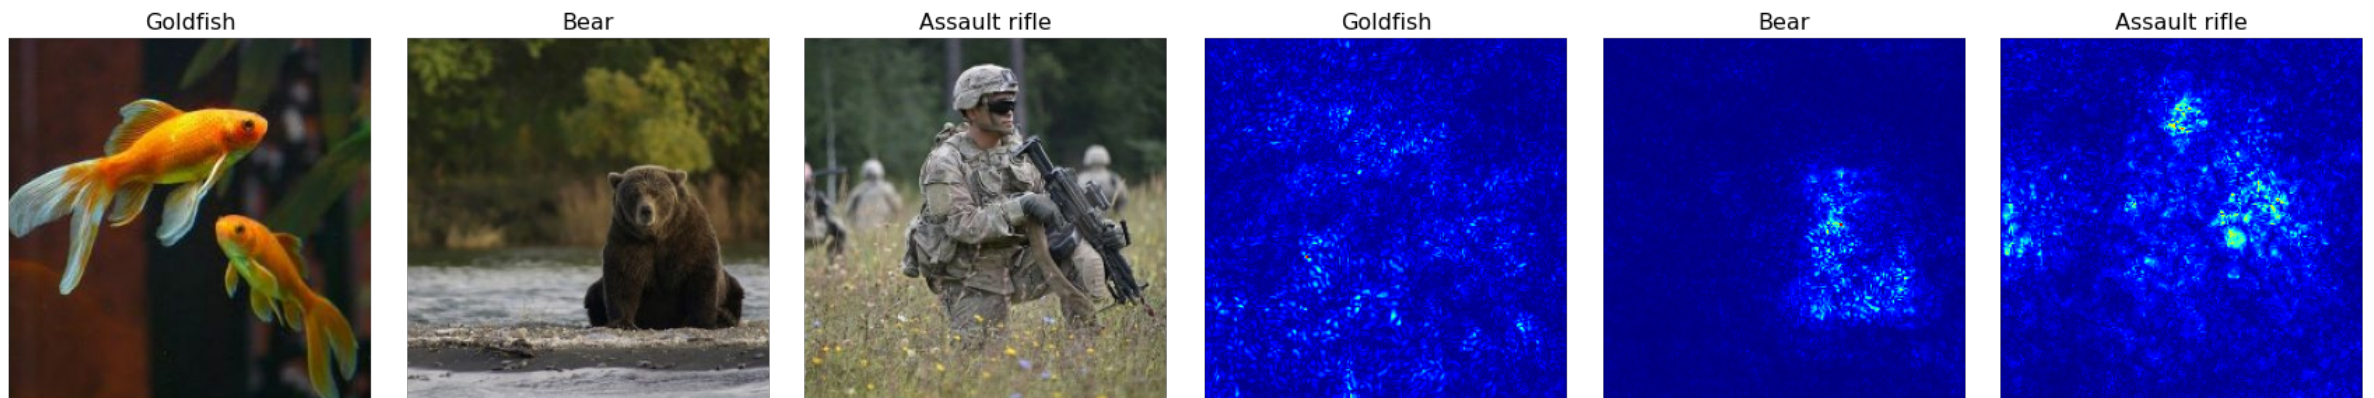 Goldfish
Bear
Assault rifle
Goldfish
Bear
Assault rifle